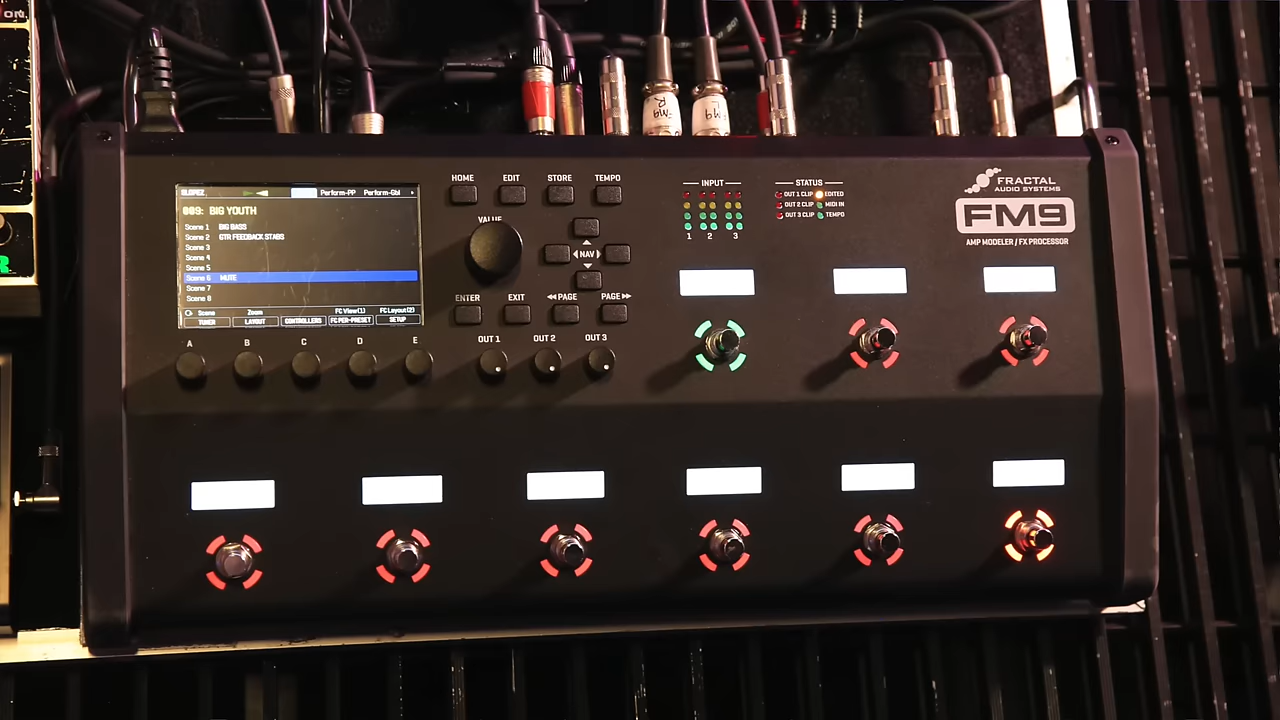 ON
FM9
R
FM9
L
GLOPEZ
Perform-PP Perform-Gbl
009: BIG YOUTH
Scene 1 BIG BASS
Scene 2 GTR FEEDBACK STABS
Scene 3
Scene 4
Scene 5
Scene 6 MUTE
Scene 7
Scene 8
Scene Zoom FC View(1) FC Layout(2)
TUNER LAYOUT CONTROLLERS FC PER-PRESET SETUP
A B C D E
HOME EDIT STORE TEMPO
VALUE
NAV
ENTER EXIT PAGE PAGE
OUT 1 OUT 2 OUT 3
INPUT
1 2 3
STATUS
OUT 1 CLIP EDITED
OUT 2 CLIP MIDI IN
OUT 3 CLIP TEMPO
FRACTAL
AUDIO SYSTEMS
FM9
AMP MODELER / FX PROCESSOR
R